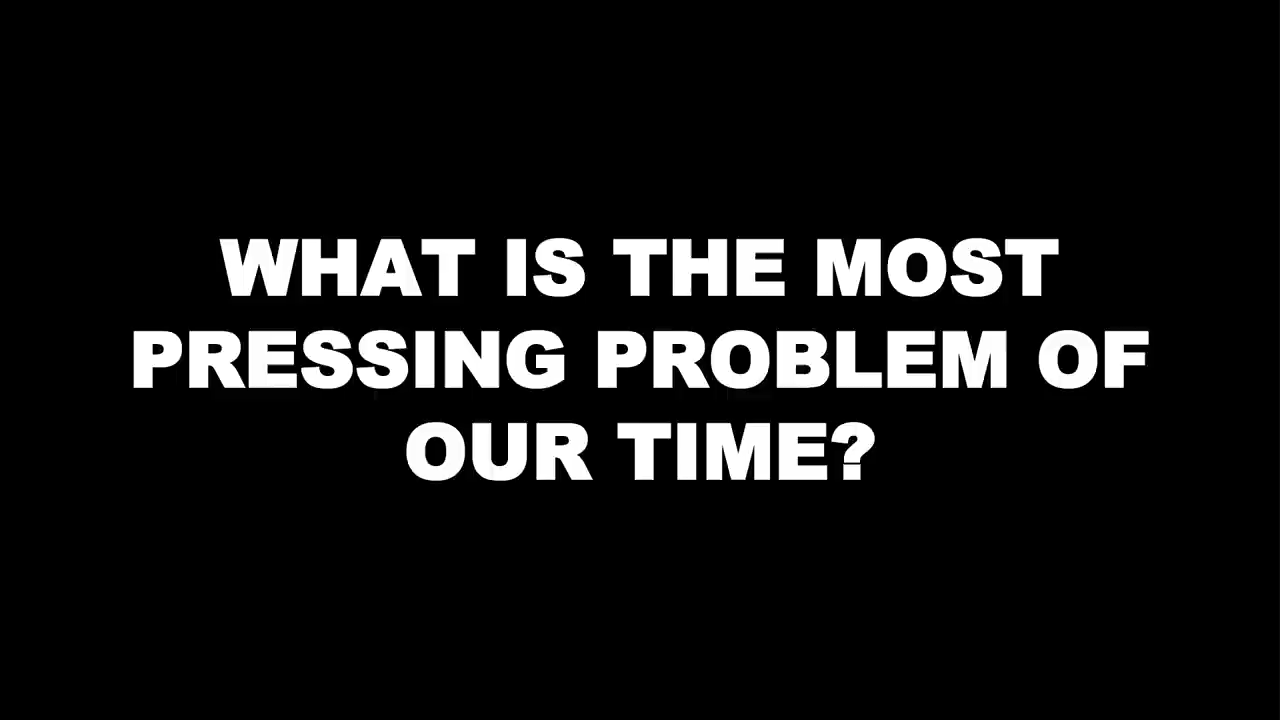 WHAT IS THE MOST
PRESSING PROBLEM OF
OUR TIME?